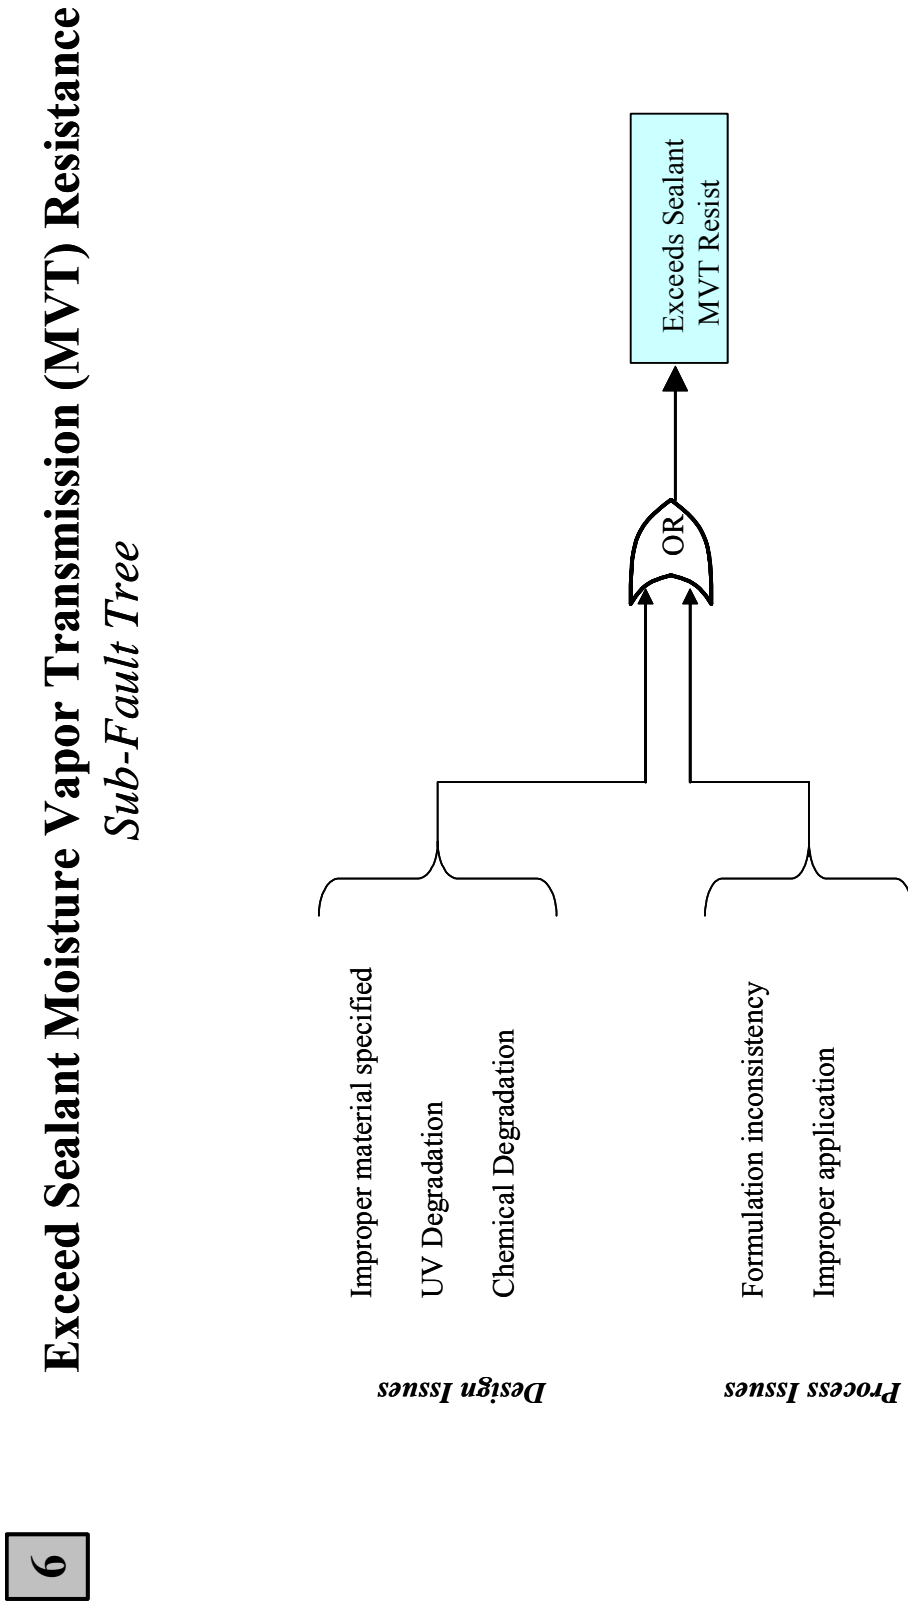 6
Exceed Sealant Moisture Vapor Transmission (MVT) Resistance
Sub-Fault Tree
Design Issues
Improper material specified
UV Degradation
Chemical Degradation
Process Issues
Formulation inconsistency
Improper application
OR
Exceeds Sealant
MVT Resist